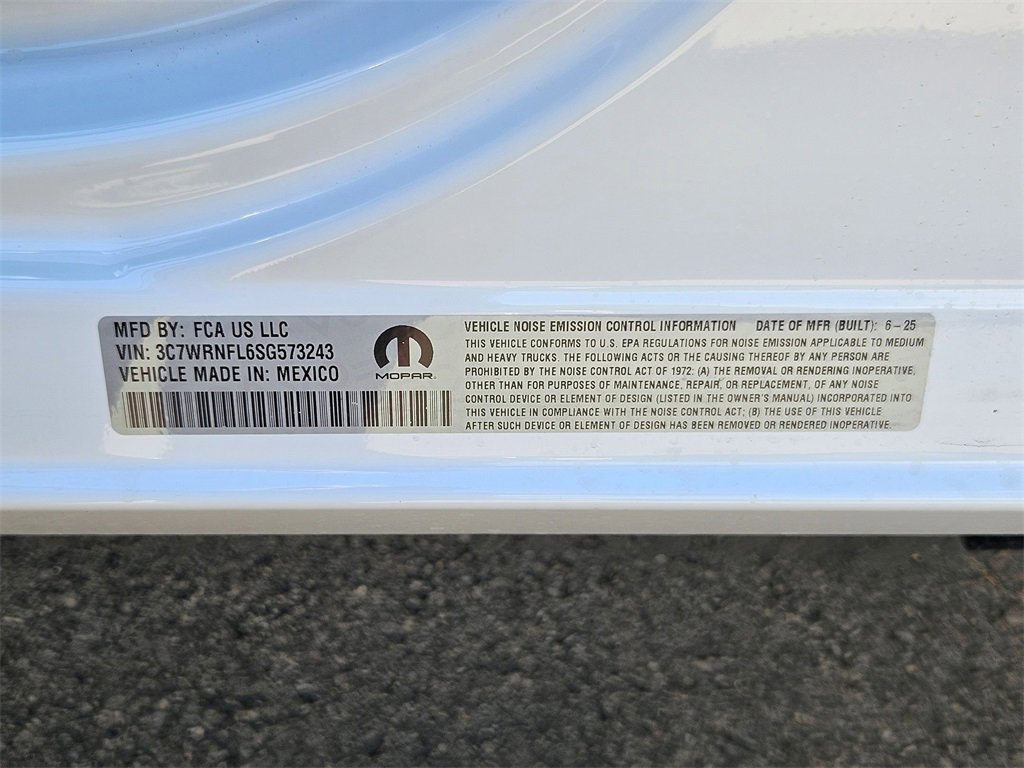 MFD BY: FCA US LLC
VIN: 3C7WRNFL6SG573243
VEHICLE MADE IN: MEXICO
MOPAR
VEHICLE NOISE EMISSION CONTROL INFORMATION DATE OF MFR (BUILT): 6–25
THIS VEHICLE CONFORMS TO U.S. EPA REGULATIONS FOR NOISE EMISSION APPLICABLE TO MEDIUM
AND HEAVY TRUCKS. THE FOLLOWING ACTS OR THE CAUSING THEREOF BY ANY PERSON ARE
PROHIBITED BY THE NOISE CONTROL ACT OF 1972: (A) THE REMOVAL OR RENDERING INOPERATIVE,
OTHER THAN FOR PURPOSES OF MAINTENANCE, REPAIR, OR REPLACEMENT, OF ANY NOISE
CONTROL DEVICE OR ELEMENT OF DESIGN (LISTED IN THE OWNER'S MANUAL) INCORPORATED INTO
THIS VEHICLE IN COMPLIANCE WITH THE NOISE CONTROL ACT; (B) THE USE OF THIS VEHICLE
AFTER SUCH DEVICE OR ELEMENT OF DESIGN HAS BEEN REMOVED OR RENDERED INOPERATIVE.